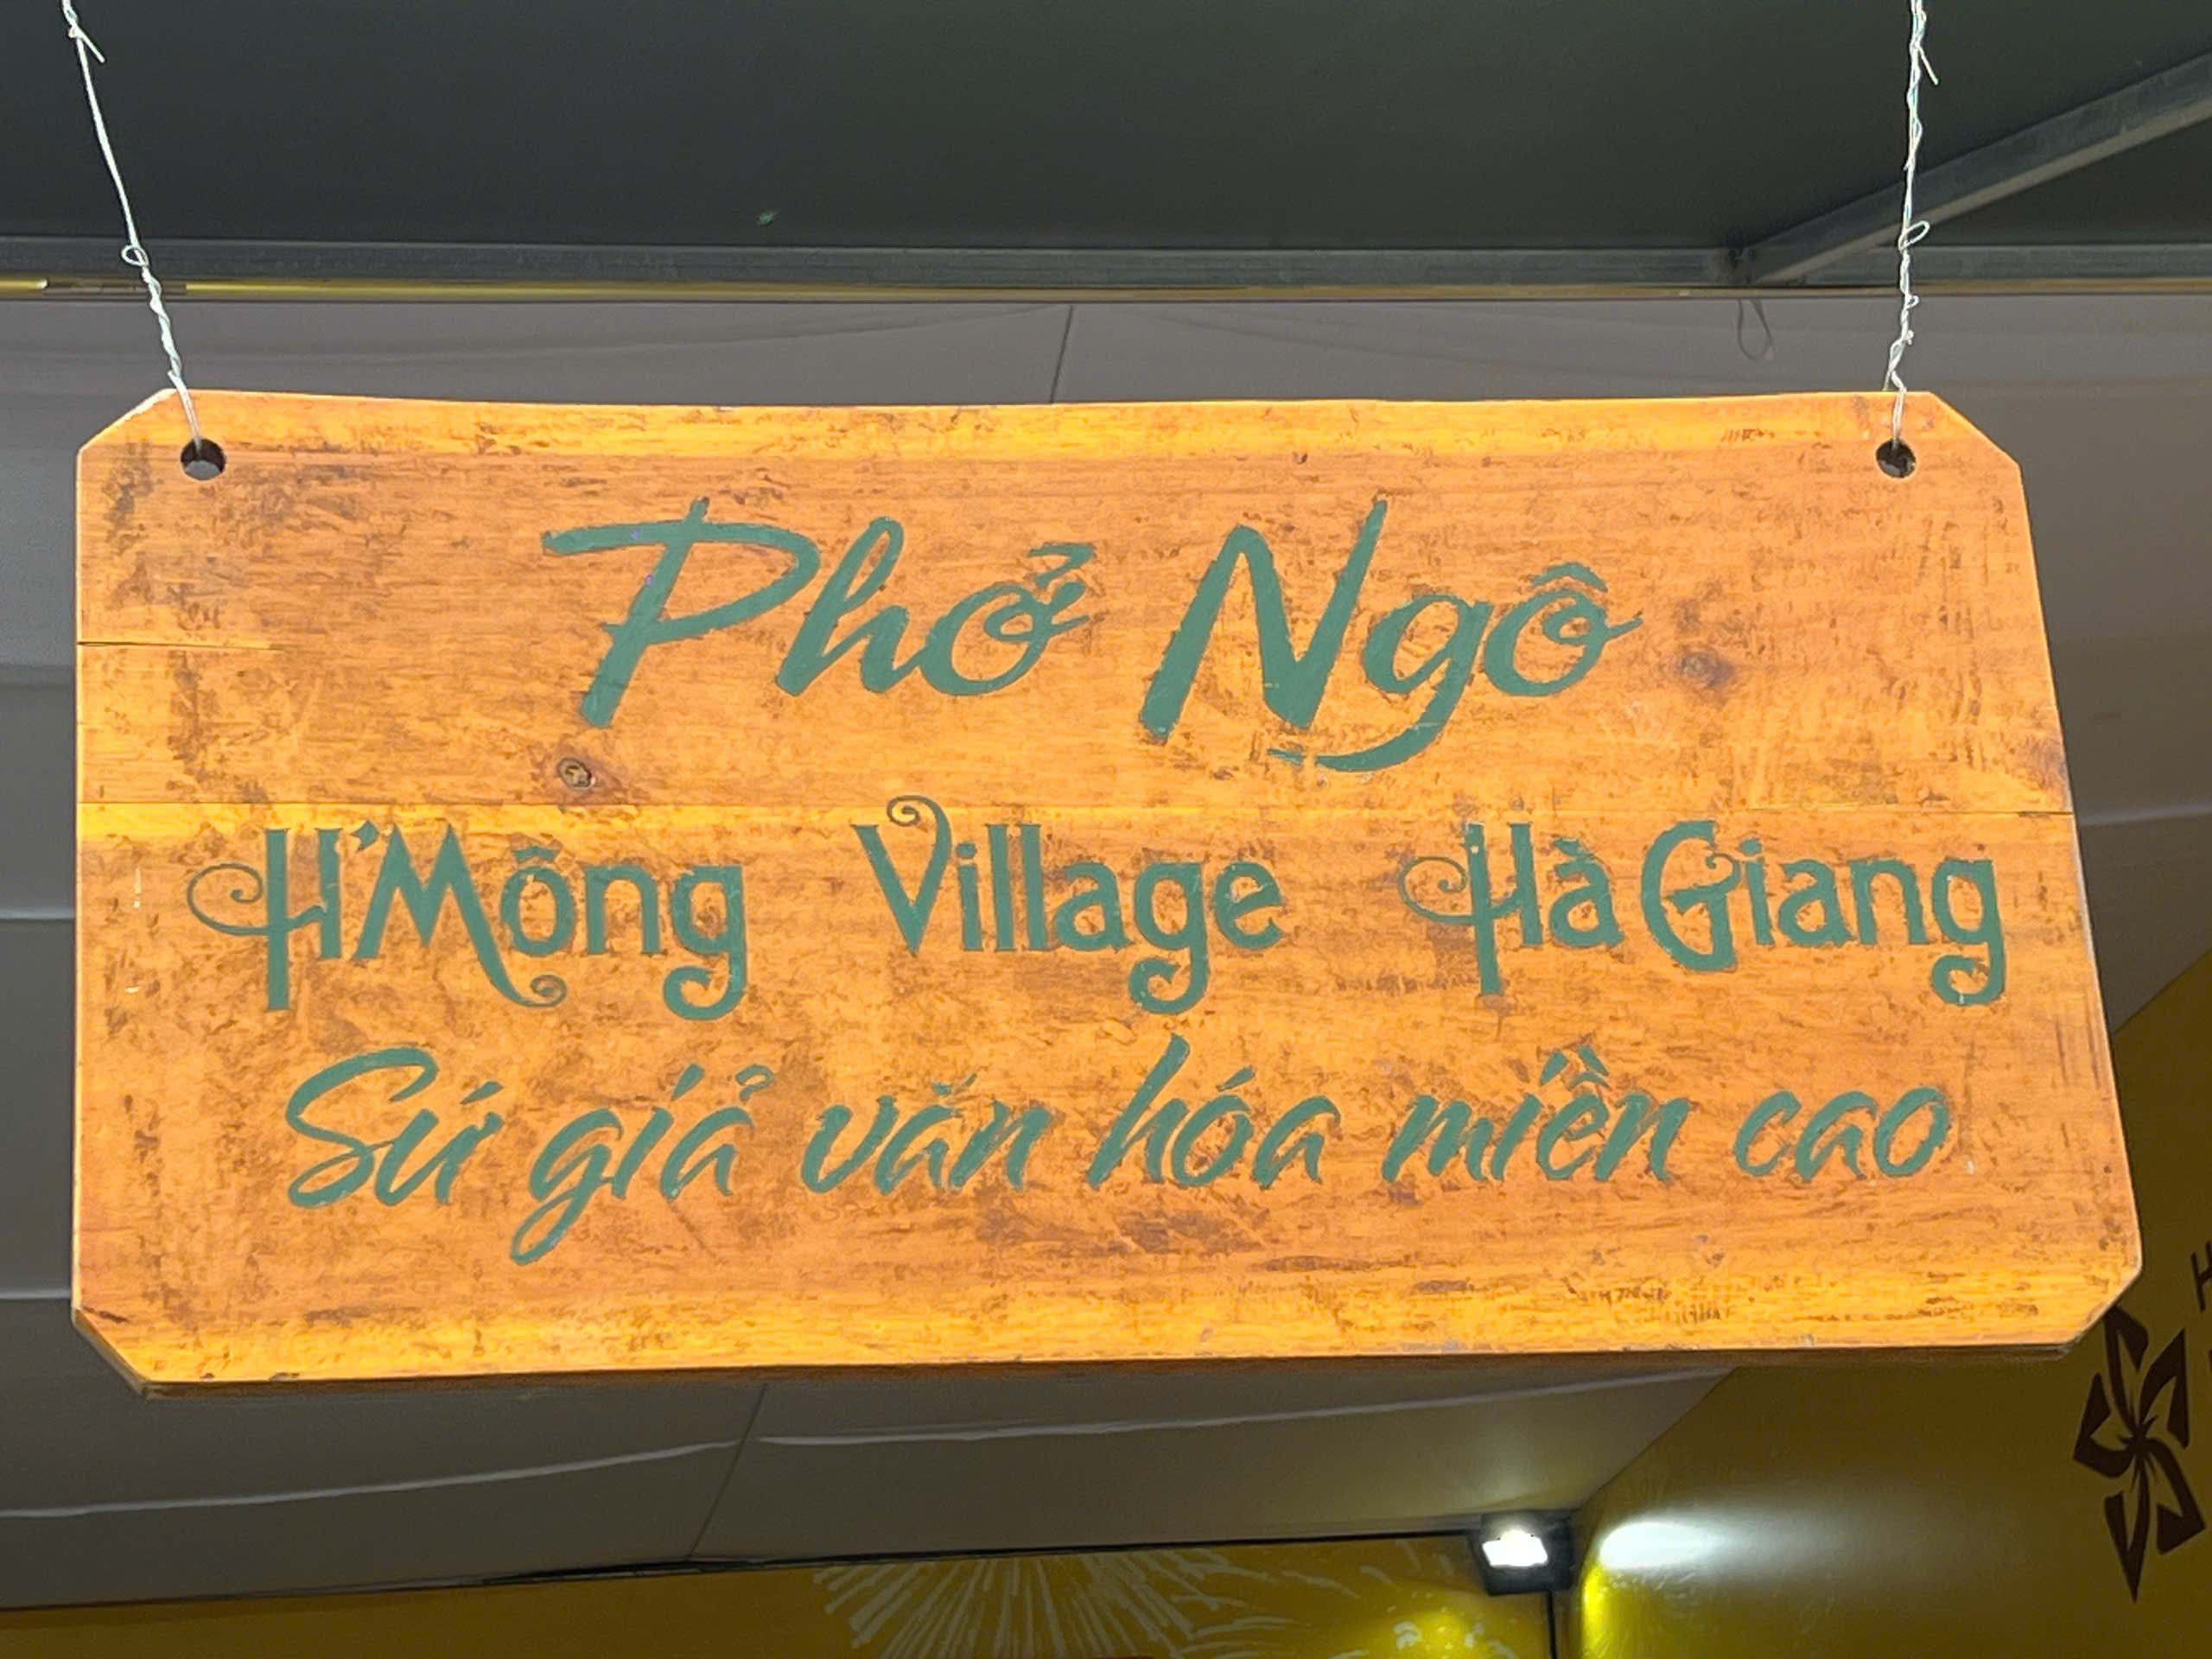 Phở Ngô
H'Mông Village Hà Giang
Sứ giả văn hóa miền cao